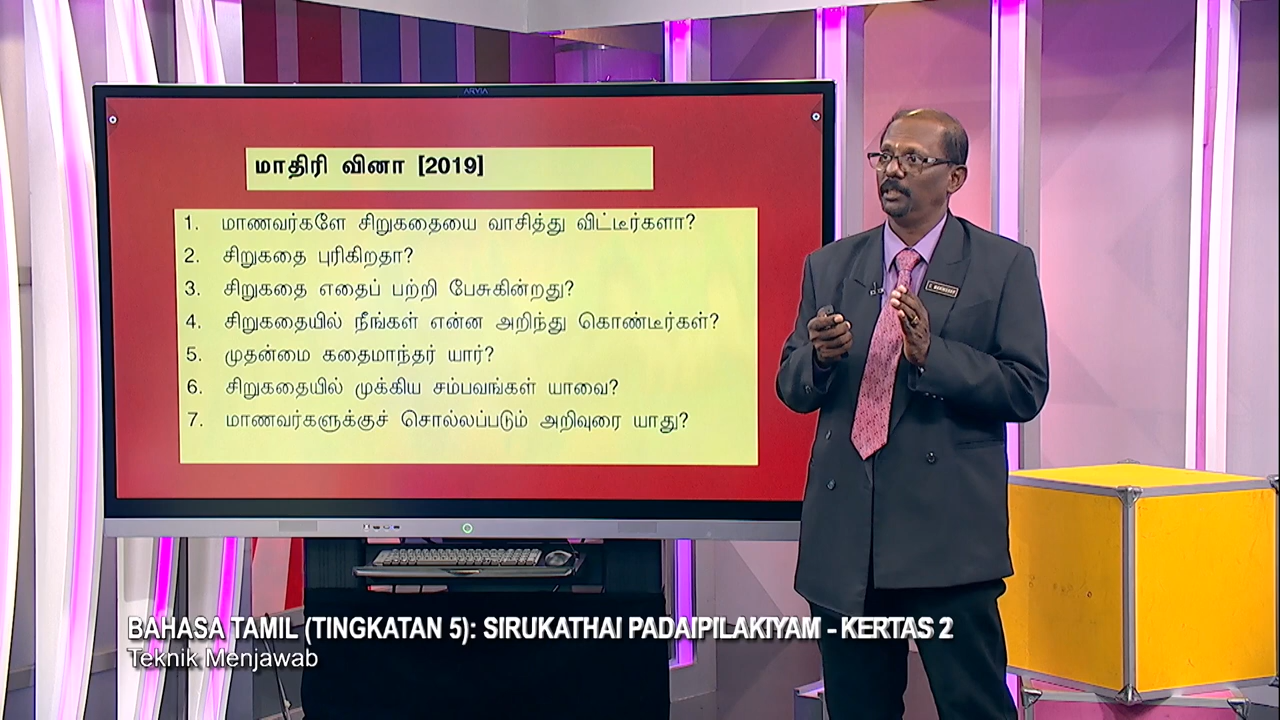 ARVIA
மாதிரி வினா [2019]
1. மாணவர்களே சிறுகதையை வாசித்து விட்டீர்களா?
2. சிறுகதை புரிகிறதா?
3. சிறுகதை எதைப் பற்றி பேசுகின்றது?
4. சிறுகதையில் நீங்கள் என்ன அறிந்து கொண்டீர்கள்?
5. முதன்மை கதைமாந்தர் யார்?
6. சிறுகதையில் முக்கிய சம்பவங்கள் யாவை?
7. மாணவர்களுக்குச் சொல்லப்படும் அறிவுரை யாது?
BAHASA TAMIL (TINGKATAN 5): SIRUKATHAI PADAIPILAKIYAM - KERTAS 2
Teknik Menjawab